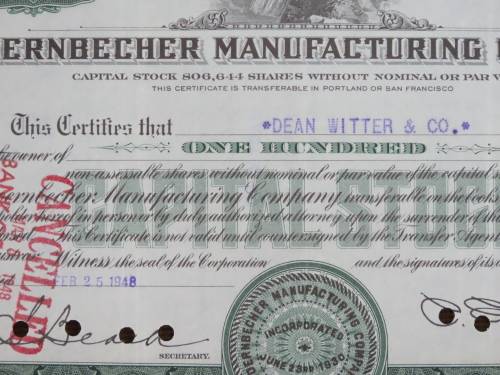 ERNBECHER MANUFACTURING
CAPITAL STOCK 806,644 SHARES WITHOUT NOMINAL OR PAR V
THIS CERTIFICATE IS TRANSFERABLE IN PORTLAND OR SAN FRANCISCO
This Certifies that *DEAN WITTER & CO.*
owner of ONE HUNDRED
non-assessable shares without nominal or par value of the capital s
ernbecher Manufacturing Company transferable on the boo
holder hereof in person or by duly authorized attorney upon the surrender of th
rsed This Certificate is not valid until countersigned by the Transfer Agen
CAPITAL STOCK
Witness the seal of the Corporation and the signatures of its d
FEB 25 1948
CANCELLED
BAN
SECRETARY.
DOERNBECHER MANUFACTURING COMPANY
INCORPORATED
JUNE 23RD 1930